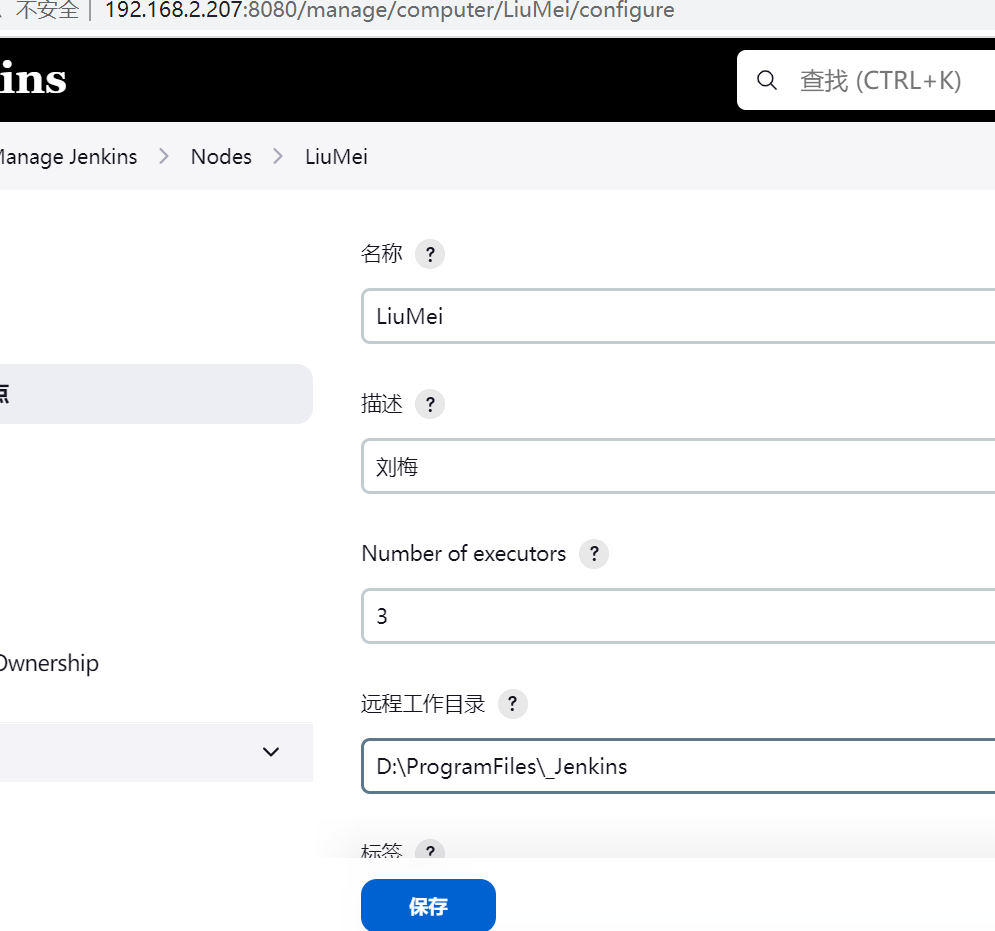 不安全 | 192.168.2.207:8080/manage/computer/LiuMei/configure
ins
查找 (CTRL+K)
Manage Jenkins > Nodes > LiuMei
名称 ?
LiuMei
点
描述 ?
刘梅
Number of executors ?
3
Ownership
远程工作目录 ?
D:\ProgramFiles\_Jenkins
标签 ?
保存